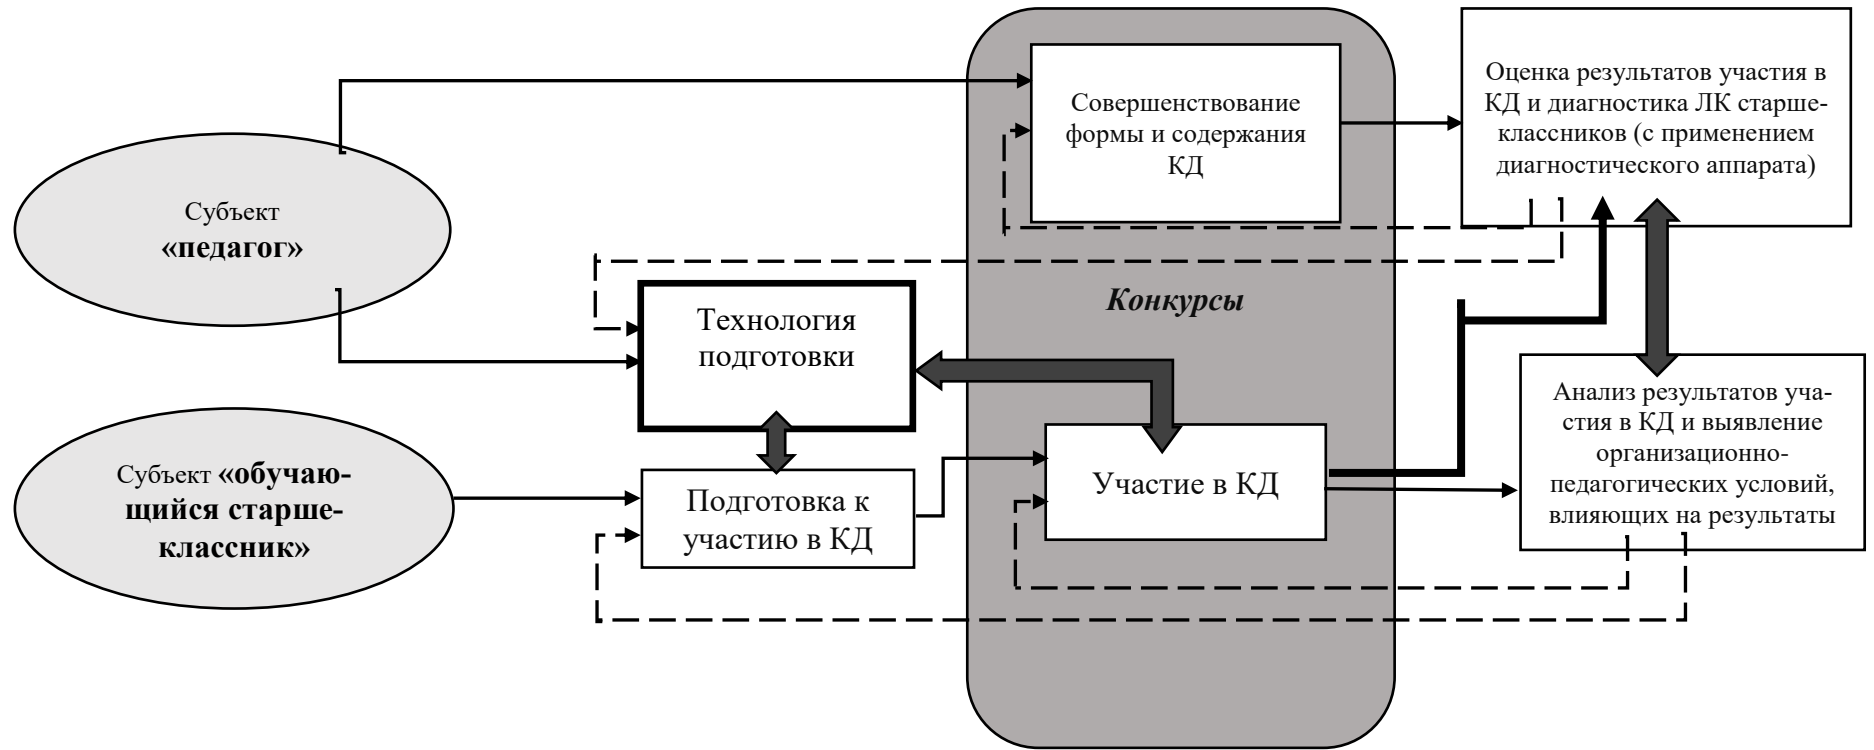 Субъект
«педагог»
Субъект «обучаю-
щийся старше-
классник»
Технология
подготовки
Подготовка к
участию в КД
Совершенствование
формы и содержания
КД
Конкурсы
Участие в КД
Оценка результатов участия в
КД и диагностика ЛК старше-
классников (с применением
диагностического аппарата)
Анализ результатов уча-
стия в КД и выявление
организационно-
педагогических условий,
влияющих на результаты